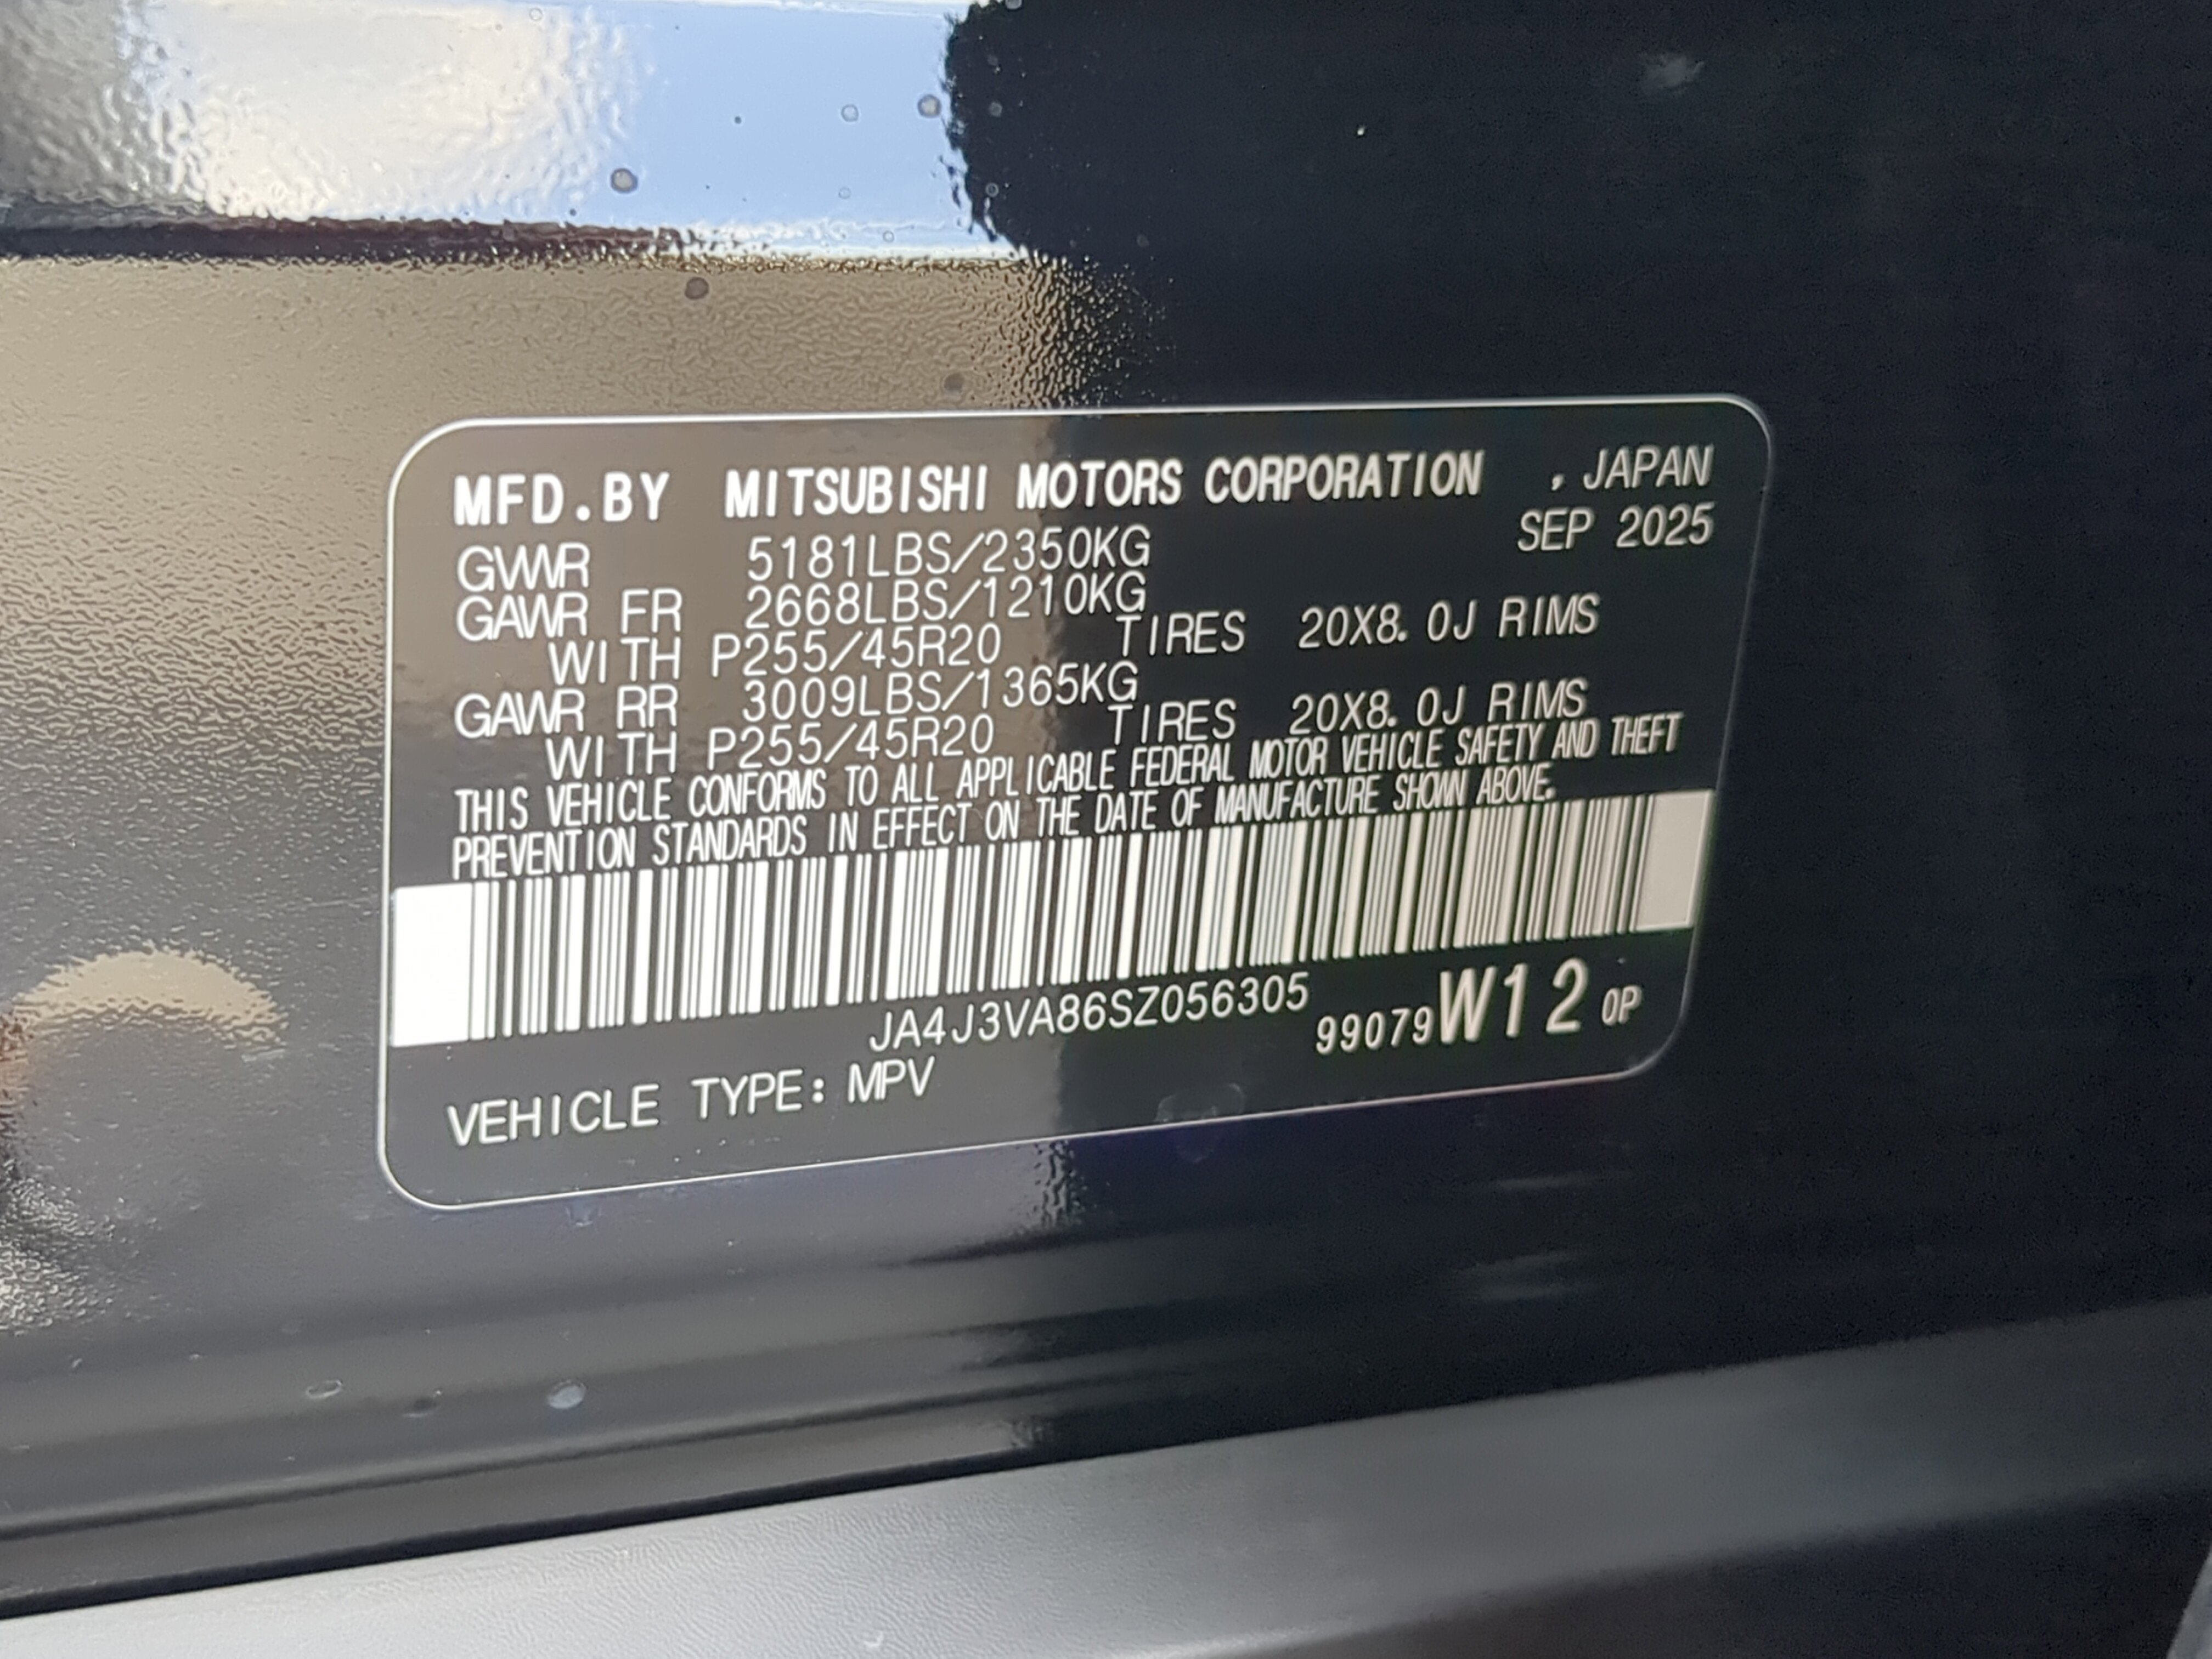 MFD.BY MITSUBISHI MOTORS CORPORATION , JAPAN
SEP 2025
GVWR 5181LBS/2350KG
GAWR FR 2668LBS/1210KG
WITH P255/45R20 TIRES 20X8.0J RIMS
GAWR RR 3009LBS/1365KG
WITH P255/45R20 TIRES 20X8.0J RIMS
THIS VEHICLE CONFORMS TO ALL APPLICABLE FEDERAL MOTOR VEHICLE SAFETY AND THEFT
PREVENTION STANDARDS IN EFFECT ON THE DATE OF MANUFACTURE SHOWN ABOVE.
JA4J3VA86SZ056305
99079W12 0P
VEHICLE TYPE: MPV